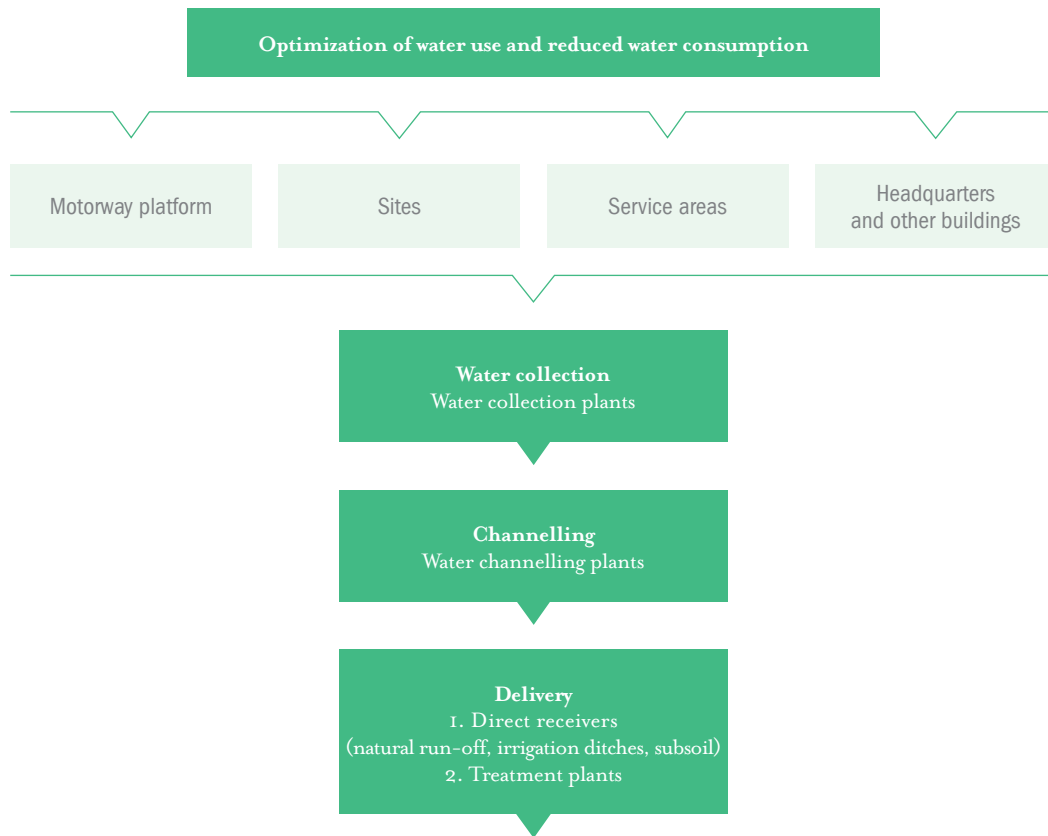 Optimization of water use and reduced water consumption
Motorway platform
Sites
Service areas
Headquarters
and other buildings
Water collection
Water collection plants
Channelling
Water channelling plants
Delivery
1. Direct receivers
(natural run-off, irrigation ditches, subsoil)
2. Treatment plants